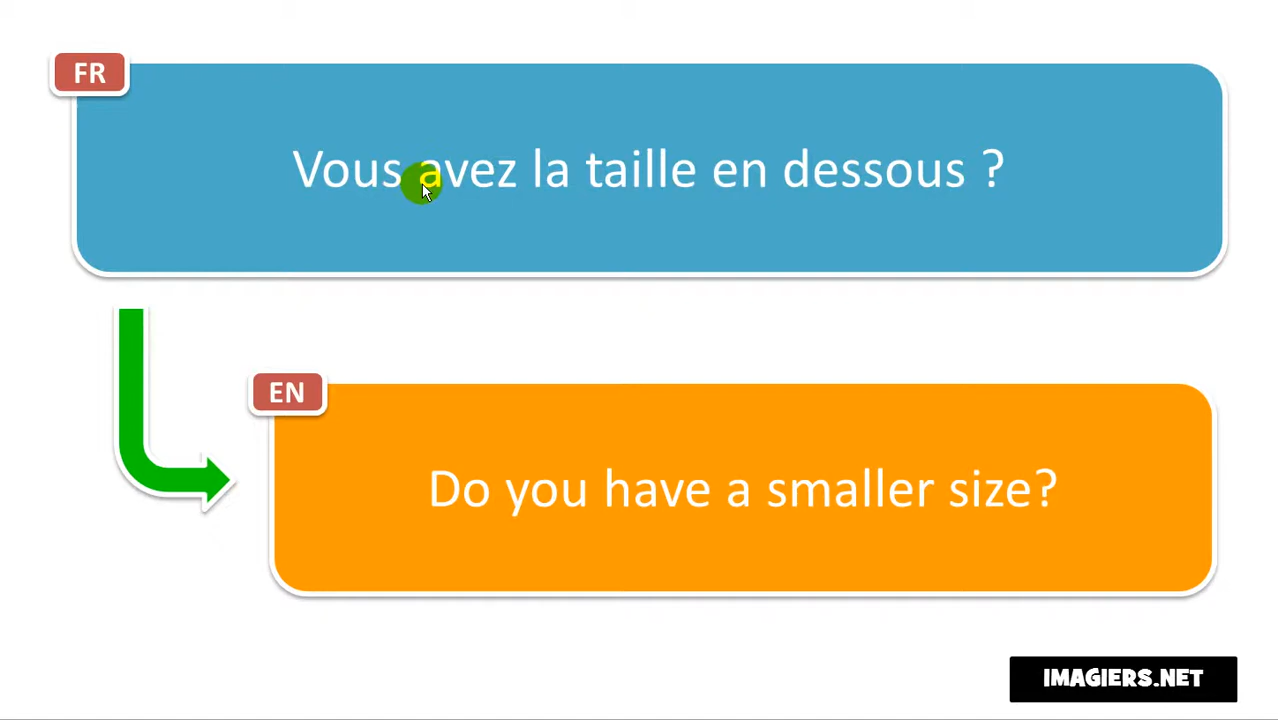 FR
Vous avez la taille en dessous ?
EN
Do you have a smaller size?
IMAGIERS.NET